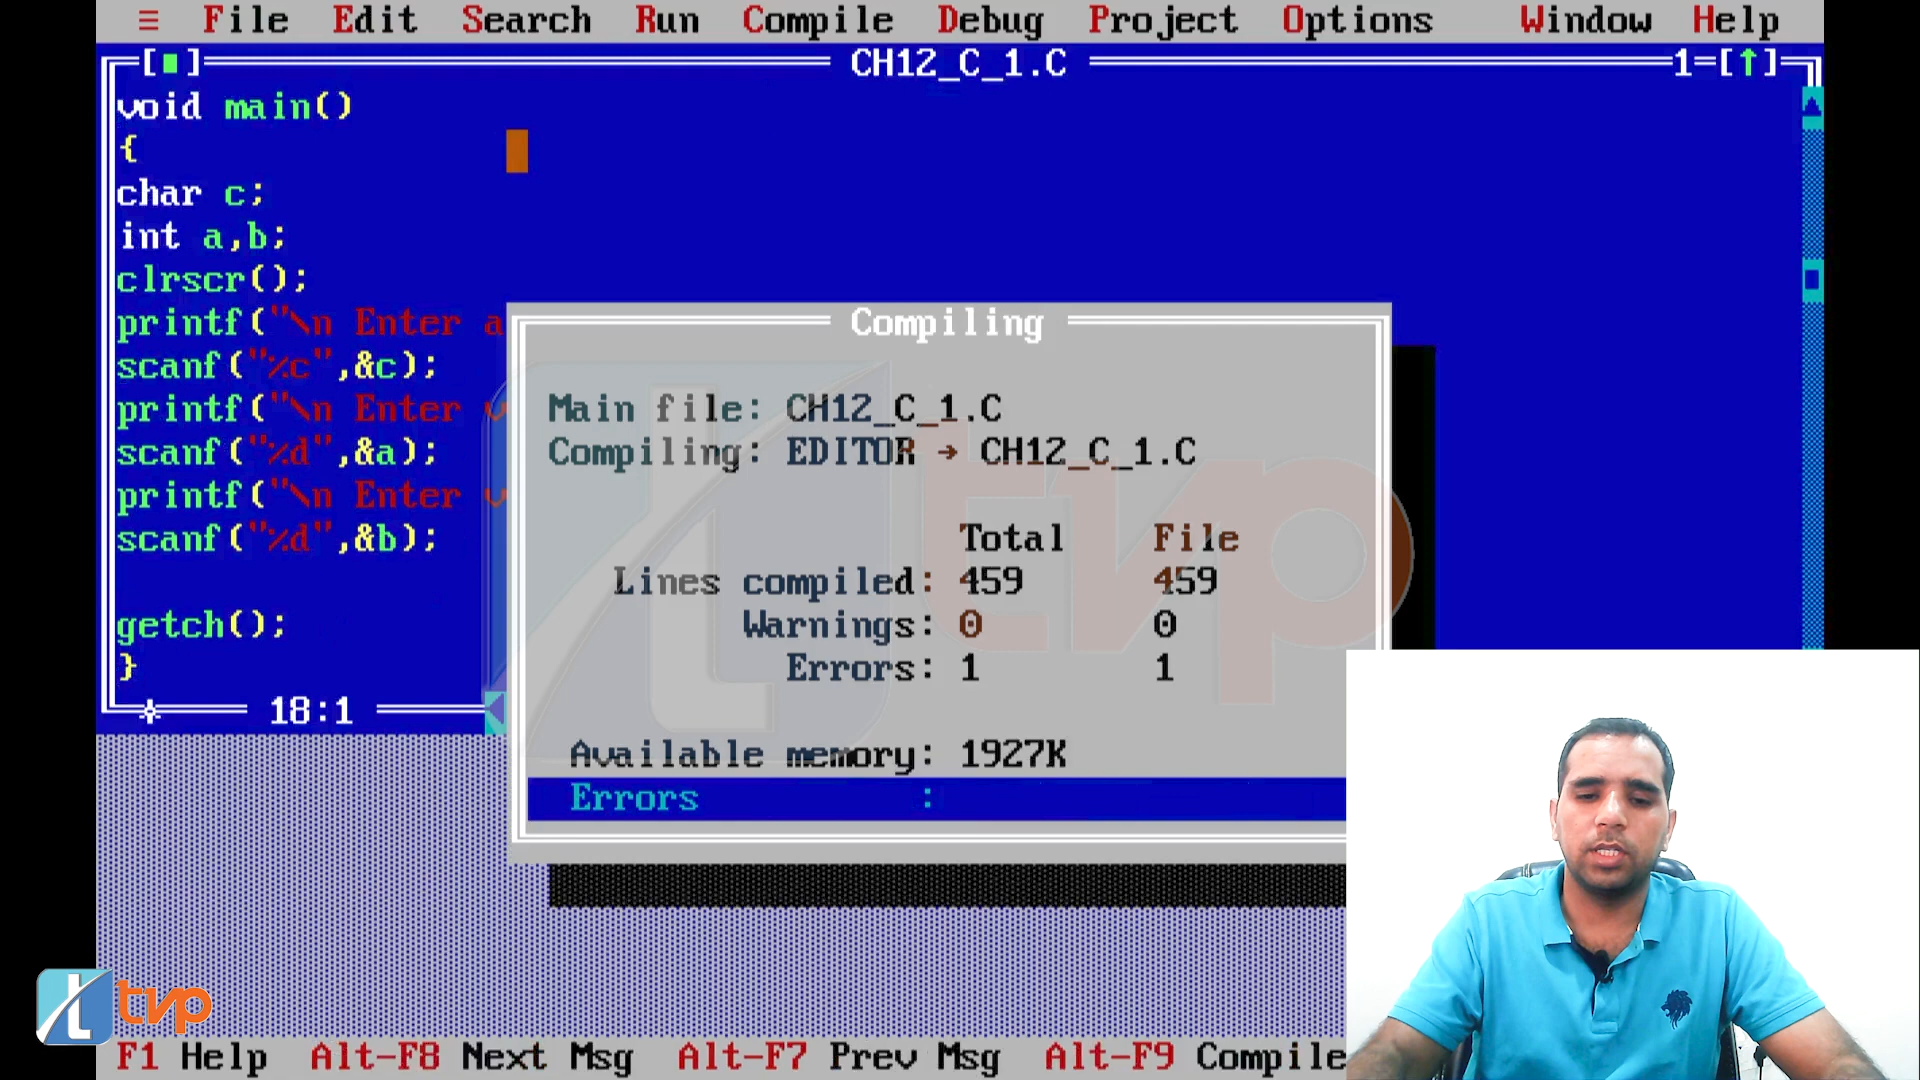 ≡ File Edit Search Run Compile Debug Project Options Window Help
[■] CH12_C_1.C 1=[↑]
void main()
{
char c;
int a,b;
clrscr();
printf("\n Enter a
scanf("%c",&c);
printf("\n Enter
scanf("%d",&a);
printf("\n Enter
scanf("%d",&b);
getch();
}
18:1
Compiling
Main file: CH12_C_1.C
Compiling: EDITOR → CH12_C_1.C
Total File
Lines compiled: 459 459
Warnings: 0 0
Errors: 1 1
Available memory: 1927K
Errors :
tvp
tvp
F1 Help Alt-F8 Next Msg Alt-F7 Prev Msg Alt-F9 Compile